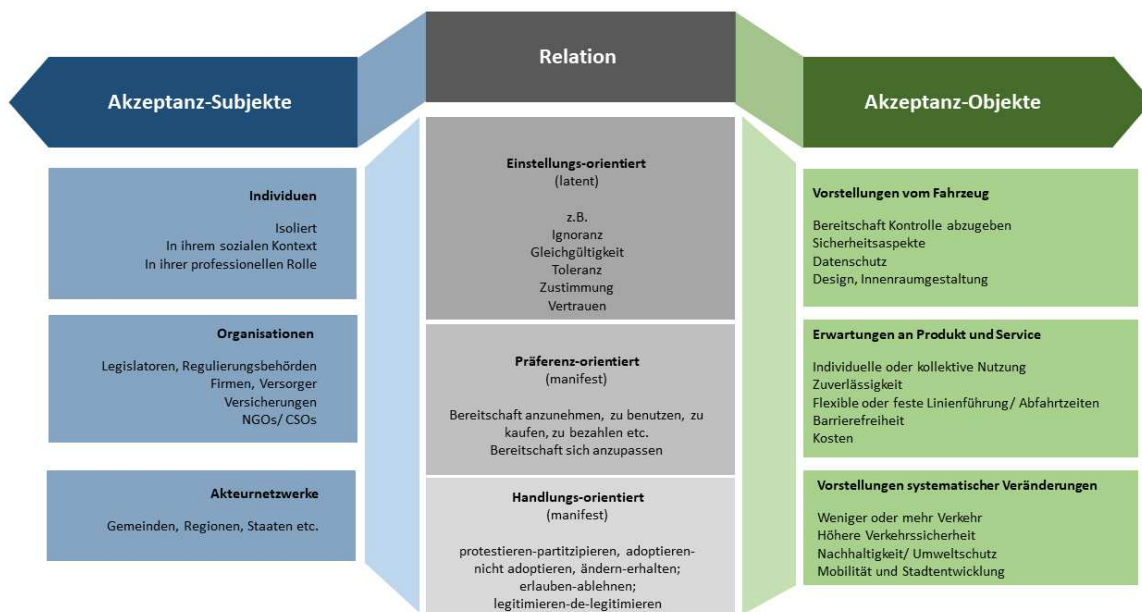 Relation
Akzeptanz-Subjekte
Akzeptanz-Objekte
Individuen
Isoliert
In ihrem sozialen Kontext
In ihrer professionellen Rolle
Organisationen
Legislatoren, Regulierungsbehörden
Firmen, Versorger
Versicherungen
NGOs/ CSOs
Akteurnetzwerke
Gemeinden, Regionen, Staaten etc.
Einstellungs-orientiert
(latent)
z.B.
Ignoranz
Gleichgültigkeit
Toleranz
Zustimmung
Vertrauen
Präferenz-orientiert
(manifest)
Bereitschaft anzunehmen, zu benutzen, zu
kaufen, zu bezahlen etc.
Bereitschaft sich anzupassen
Handlungs-orientiert
(manifest)
protestieren-partitzipieren, adoptieren-
nicht adoptieren, ändern-erhalten;
erlauben-ablehnen;
legitimieren-de-legitimieren
Vorstellungen vom Fahrzeug
Bereitschaft Kontrolle abzugeben
Sicherheitsaspekte
Datenschutz
Design, Innenraumgestaltung
Erwartungen an Produkt und Service
Individuelle oder kollektive Nutzung
Zuverlässigkeit
Flexible oder feste Linienführung/ Abfahrtzeiten
Barrierefreiheit
Kosten
Vorstellungen systematischer Veränderungen
Weniger oder mehr Verkehr
Höhere Verkehrssicherheit
Nachhaltigkeit/ Umweltschutz
Mobilität und Stadtentwicklung